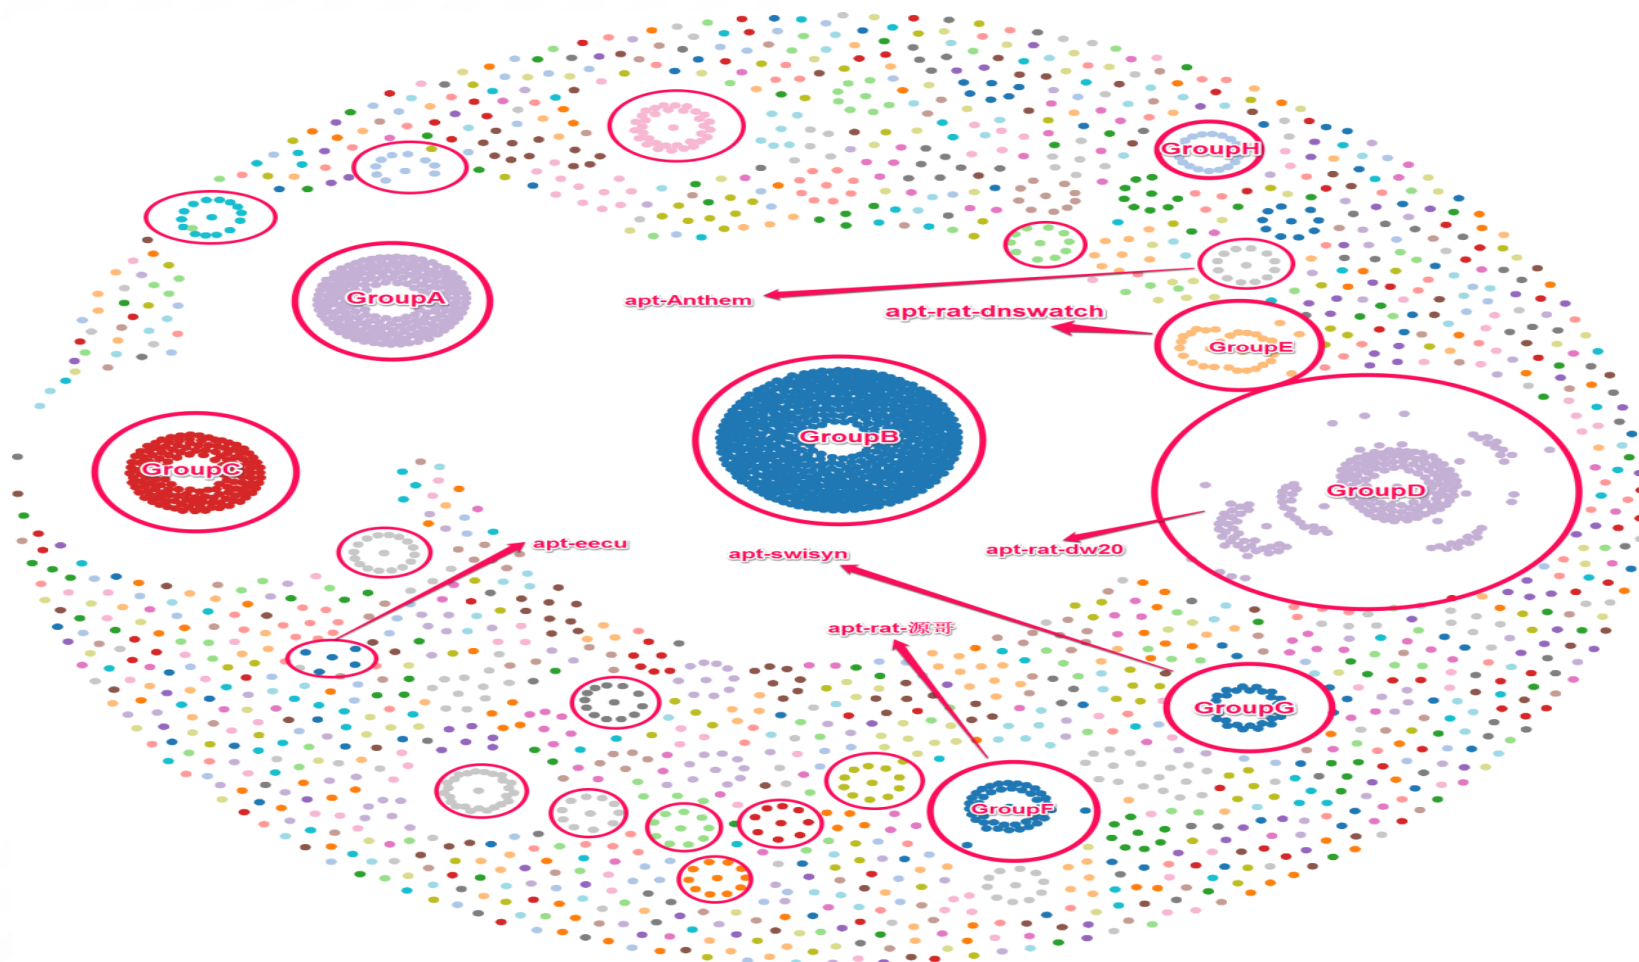 GroupH
GroupA
apt-Anthem
apt-rat-dnswatch
GroupE
GroupB
GroupC
GroupD
apt-eecu
apt-swisyn
apt-rat-dw20
apt-rat-源哥
GroupG
GroupF